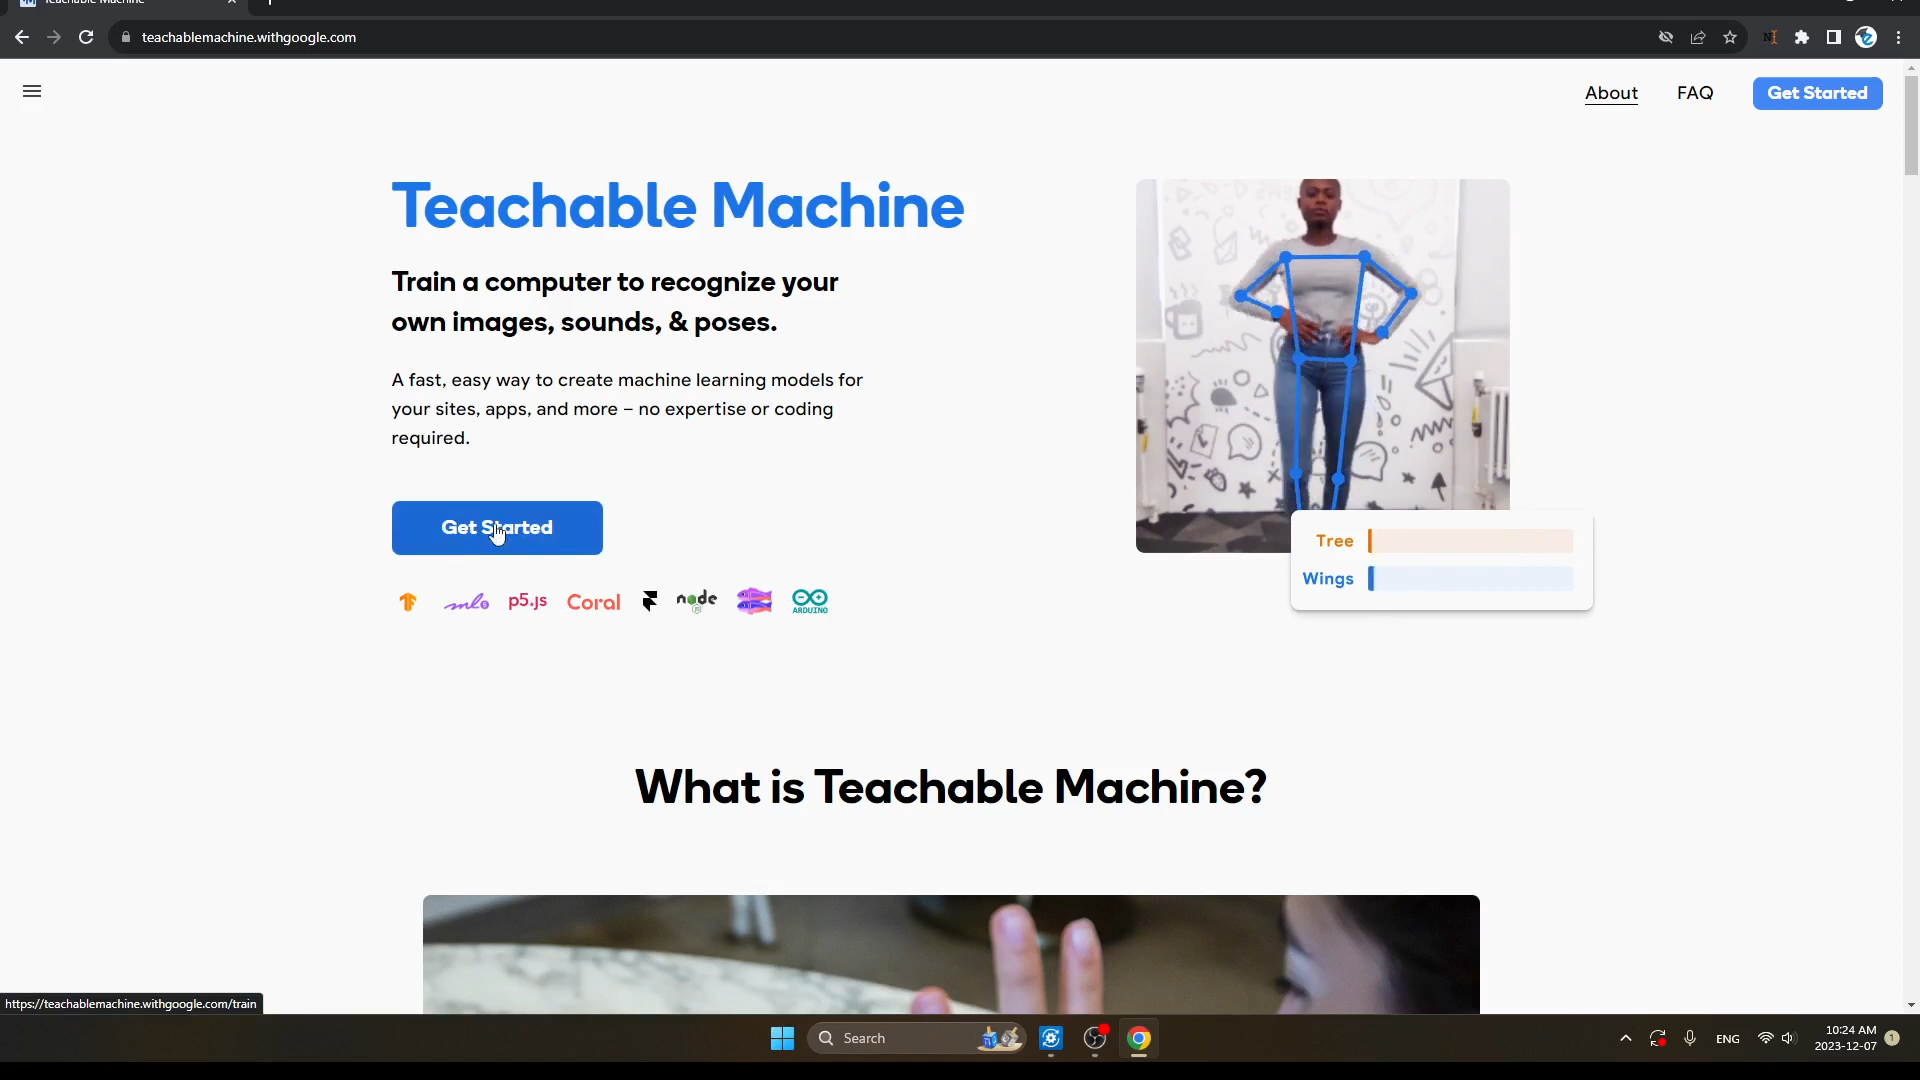 Teachable Machine
teachablemachine.withgoogle.com
About
FAQ
Get Started
Teachable Machine
Train a computer to recognize your
own images, sounds, & poses.
A fast, easy way to create machine learning models for
your sites, apps, and more – no expertise or coding
required.
Get Started
p5.js
Coral
node
ARDUINO
Tree
Wings
What is Teachable Machine?
https://teachablemachine.withgoogle.com/train
Search
ENG
10:24 AM
2023-12-07
1